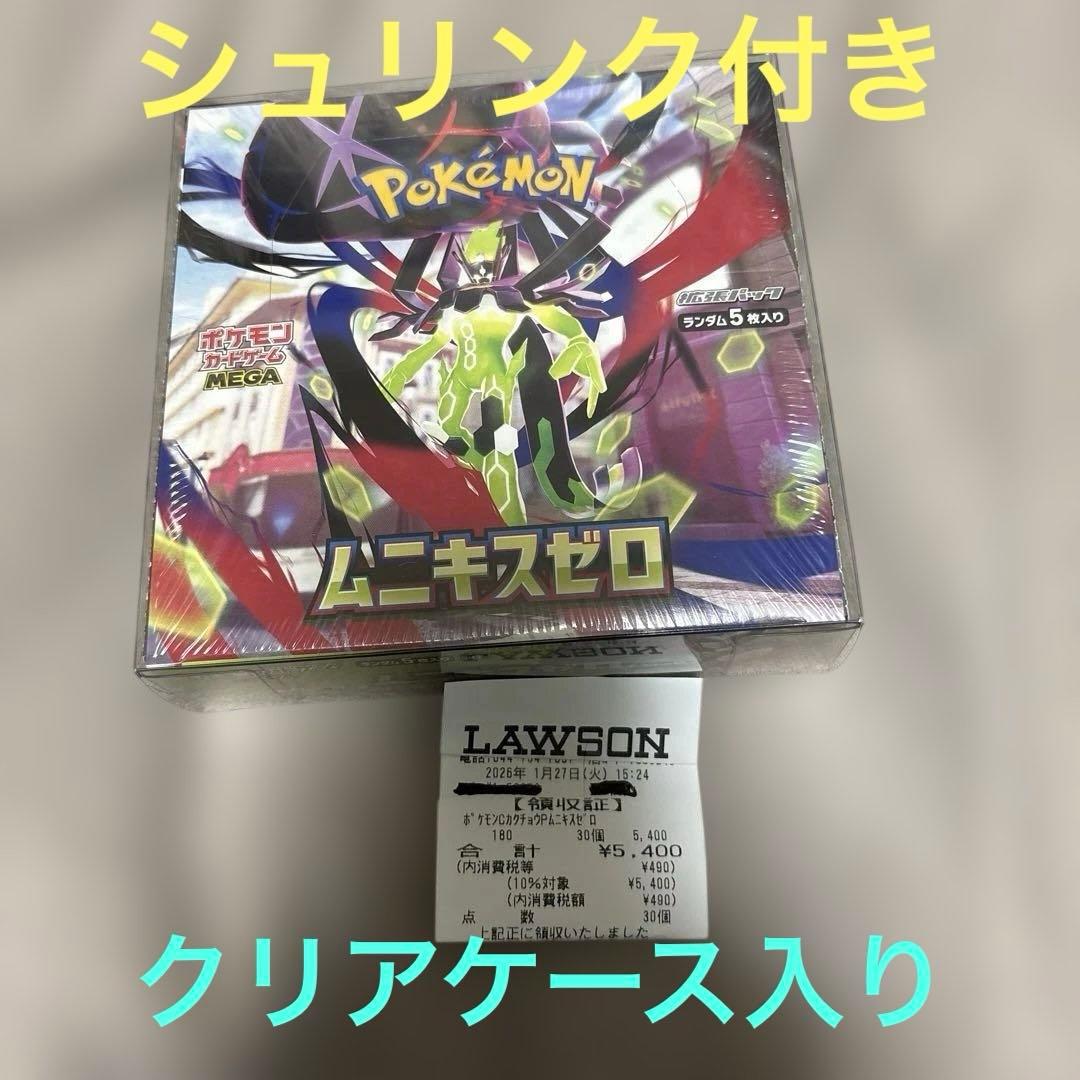 シュリンク付き
POKéMON
拡張パック
ランダム5枚入り
ポケモン
カードゲーム
MEGA
ムニキスゼロ
LAWSON
2026年 1月27日(火) 15:24
【領収証】
ポケモンCカクチョウPムニキスゼロ
180 30個 5,400
合 計 ¥5,400
(内消費税等 ¥490)
(10%対象 ¥5,400)
(内消費税額 ¥490)
点 数 30個
上記正に領収いたしました
クリアケース入り